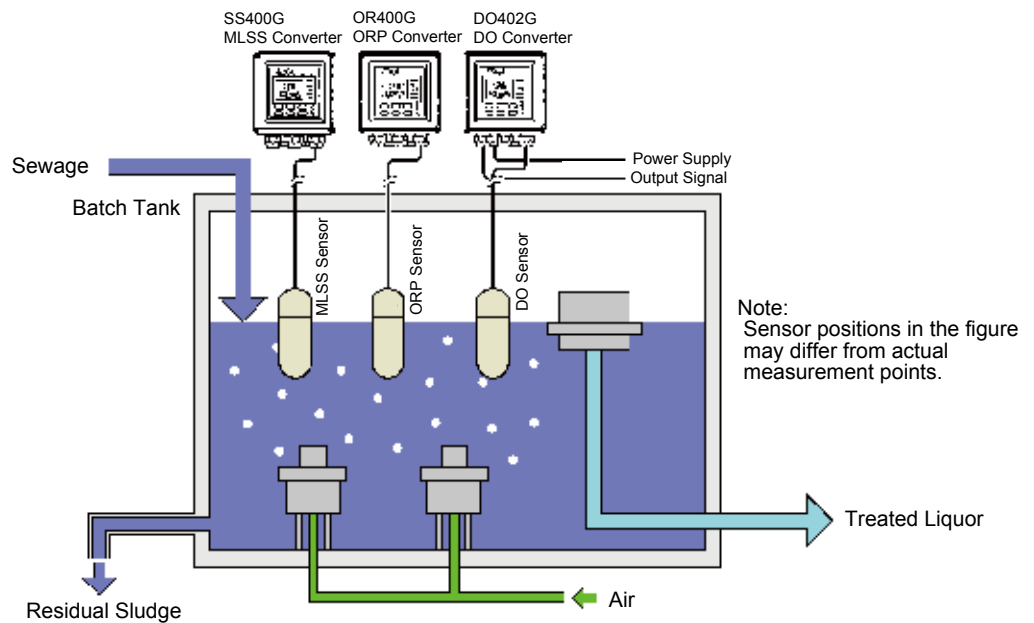 SS400G
MLSS Converter
OR400G
ORP Converter
DO402G
DO Converter
Power Supply
Output Signal
Sewage
Batch Tank
MLSS Sensor
ORP Sensor
DO Sensor
Note:
Sensor positions in the figure
may differ from actual
measurement points.
Treated Liquor
Air
Residual Sludge